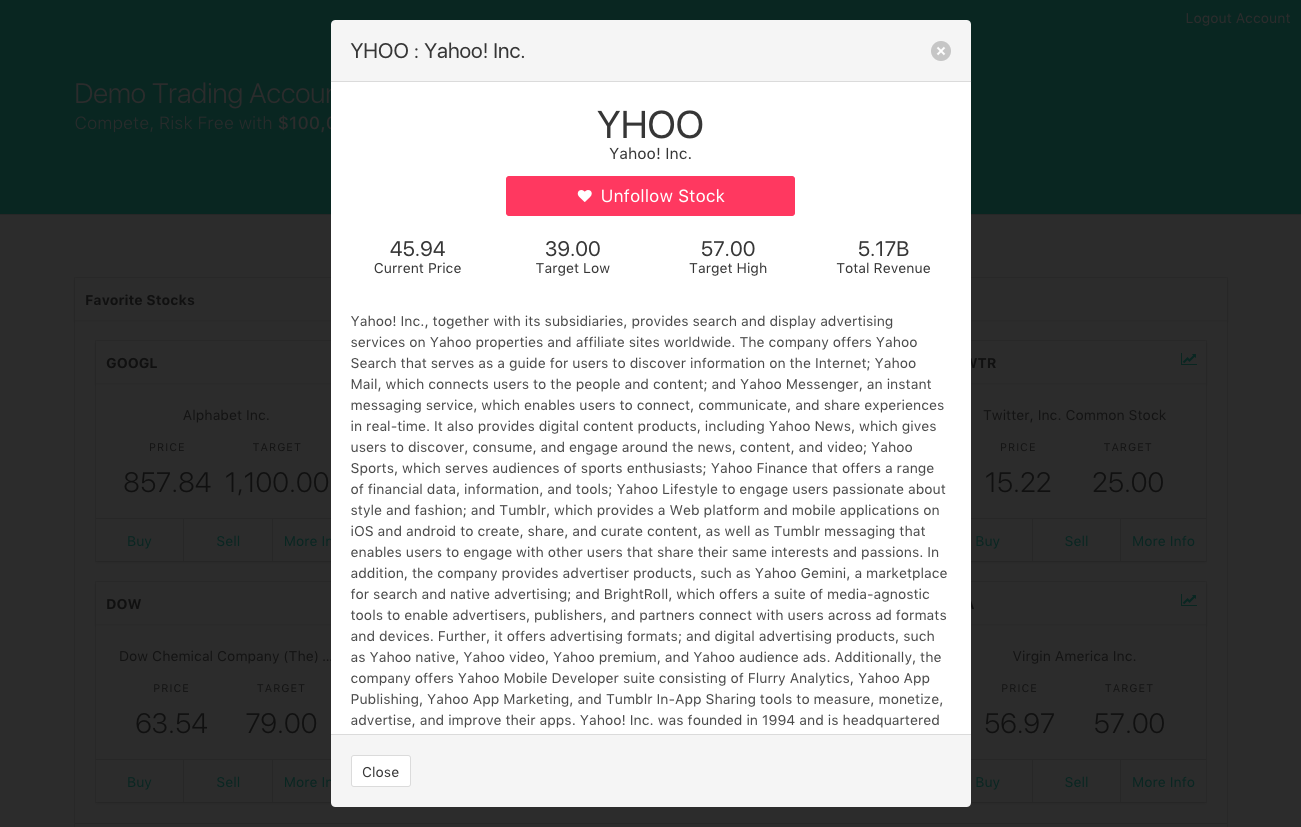 Logout Account
Demo Trading Accoun
Compete, Risk Free with $100,0
YHOO : Yahoo! Inc.
YHOO
Yahoo! Inc.
Unfollow Stock
45.94 39.00 57.00 5.17B
Current Price Target Low Target High Total Revenue
Yahoo! Inc., together with its subsidiaries, provides search and display advertising
services on Yahoo properties and affiliate sites worldwide. The company offers Yahoo
Search that serves as a guide for users to discover information on the Internet; Yahoo
Mail, which connects users to the people and content; and Yahoo Messenger, an instant
messaging service, which enables users to connect, communicate, and share experiences
in real-time. It also provides digital content products, including Yahoo News, which gives
users to discover, consume, and engage around the news, content, and video; Yahoo
Sports, which serves audiences of sports enthusiasts; Yahoo Finance that offers a range
of financial data, information, and tools; Yahoo Lifestyle to engage users passionate about
style and fashion; and Tumblr, which provides a Web platform and mobile applications on
iOS and android to create, share, and curate content, as well as Tumblr messaging that
enables users to engage with other users that share their same interests and passions. In
addition, the company provides advertiser products, such as Yahoo Gemini, a marketplace
for search and native advertising; and BrightRoll, which offers a suite of media-agnostic
tools to enable advertisers, publishers, and partners connect with users across ad formats
and devices. Further, it offers advertising formats; and digital advertising products, such
as Yahoo native, Yahoo video, Yahoo premium, and Yahoo audience ads. Additionally, the
company offers Yahoo Mobile Developer suite consisting of Flurry Analytics, Yahoo App
Publishing, Yahoo App Marketing, and Tumblr In-App Sharing tools to measure, monetize,
advertise, and improve their apps. Yahoo! Inc. was founded in 1994 and is headquartered
Close
Favorite Stocks
GOOGL
Alphabet Inc.
PRICE TARGET
857.84 1,100.00
Buy Sell More In
TR
Twitter, Inc. Common Stock
PRICE TARGET
15.22 25.00
Buy Sell More Info
DOW
Dow Chemical Company (The) ...
PRICE TARGET
63.54 79.00
Buy Sell More In
Virgin America Inc.
PRICE TARGET
56.97 57.00
Buy Sell More Info